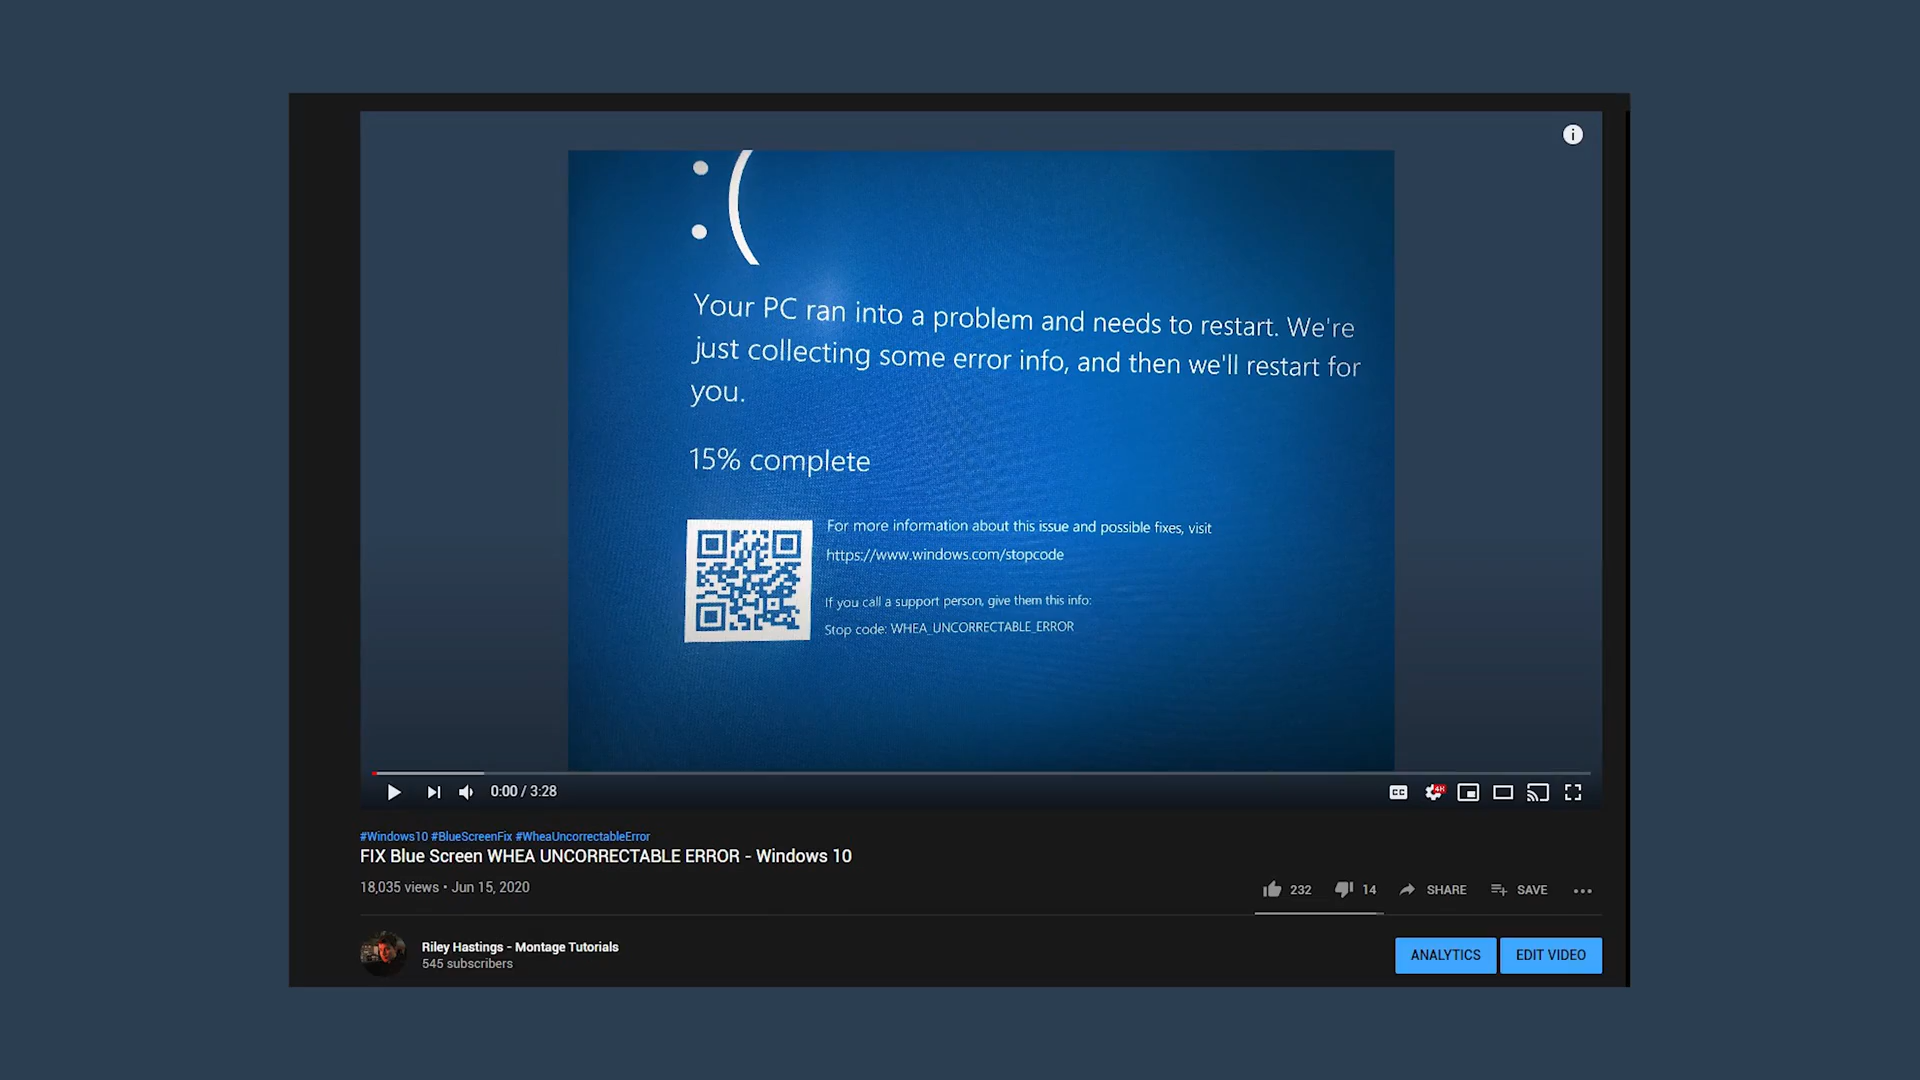 :(
Your PC ran into a problem and needs to restart. We're
just collecting some error info, and then we'll restart for
you.
15% complete
For more information about this issue and possible fixes, visit
https://www.windows.com/stopcode
If you call a support person, give them this info:
Stop code: WHEA_UNCORRECTABLE_ERROR
0:00 / 3:28
CC
4K
#Windows10 #BlueScreenFix #WheaUncorrectableError
FIX Blue Screen WHEA UNCORRECTABLE ERROR - Windows 10
18,035 views • Jun 15, 2020
232 14 SHARE SAVE
Riley Hastings - Montage Tutorials
545 subscribers
ANALYTICS EDIT VIDEO